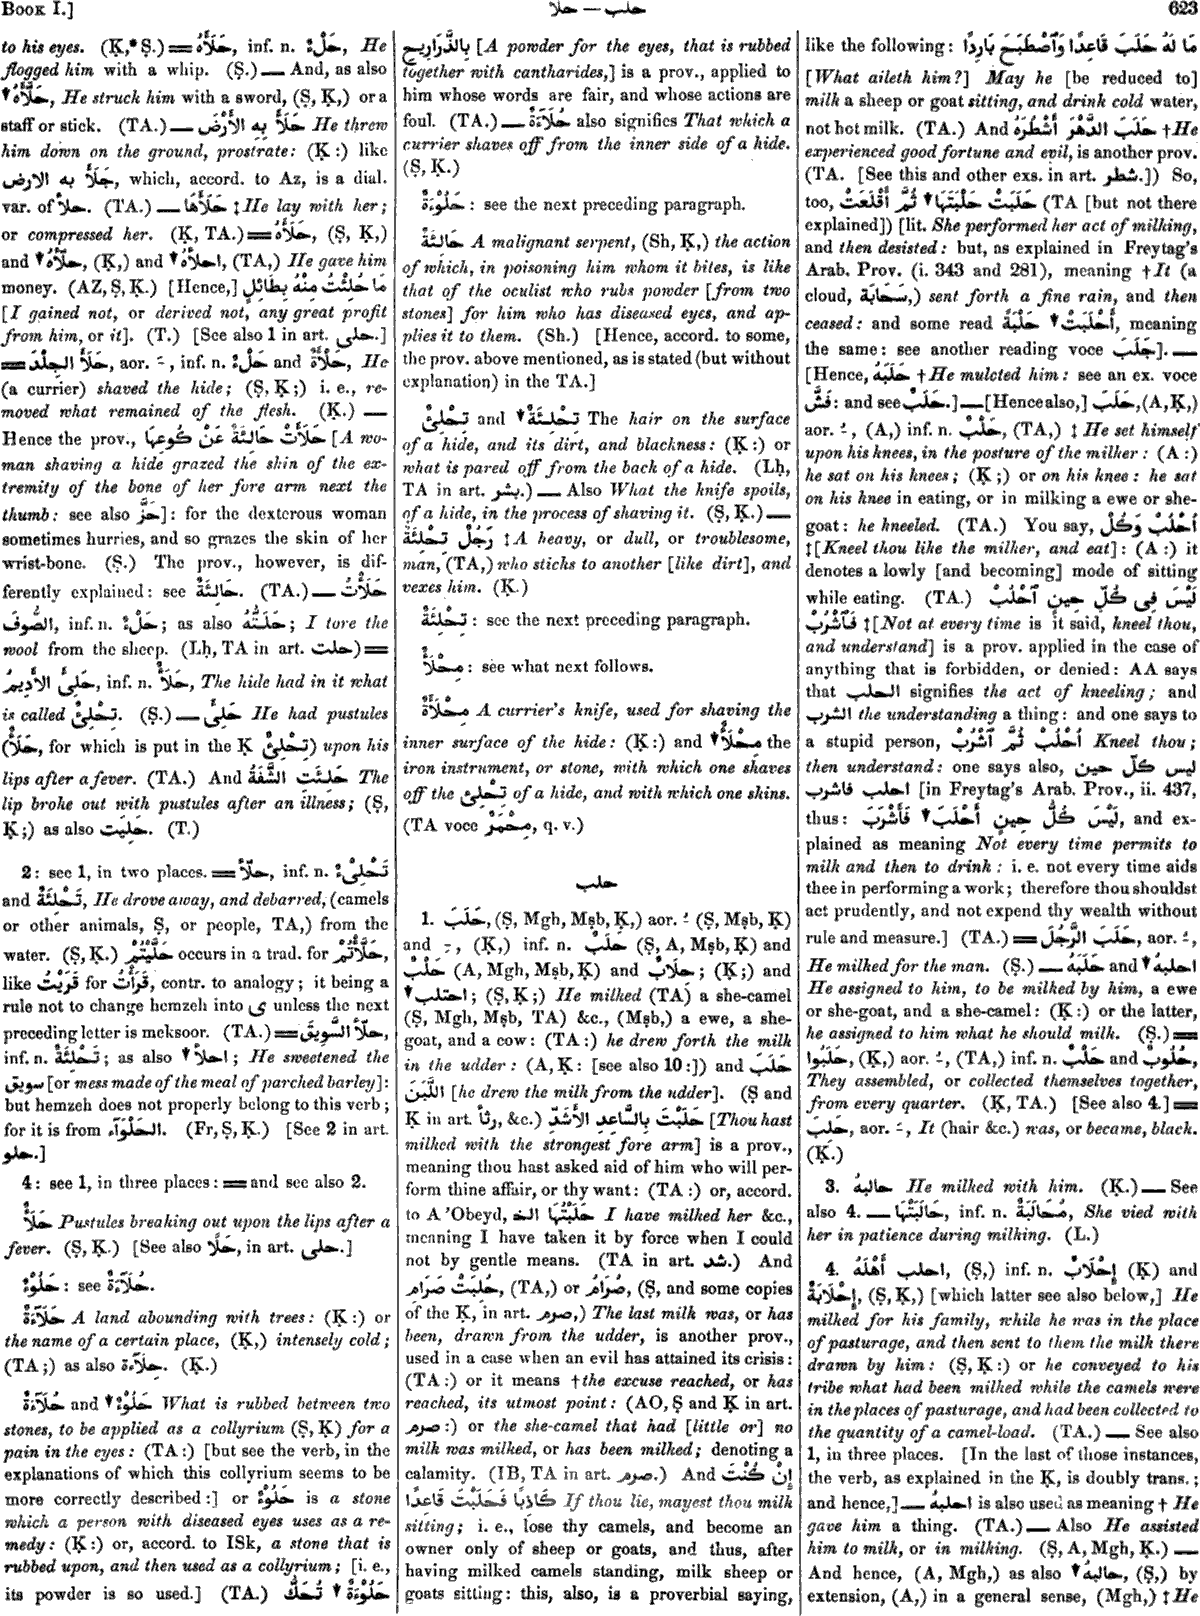 Book I.]
حلب — حلا
623
to his eyes. (Ḳ,* Ṣ.) ═ حَلَأَهُ, inf. n. حَلْءٌ, He
flogged him with a whip. (Ṣ.) — And, as also
▼ حَلَّأَهُ, He struck him with a sword, (Ṣ, Ḳ,) or a
staff or stick. (TA.) — حَلَأَ بِهِ الأَرْضَ He threw
him down on the ground, prostrate: (Ḳ:) like
جَلَأَ به الارض, which, accord. to Az, is a dial.
var. of حلأ. (TA.) — حَلَأَهَا ‡ He lay with her;
or compressed her. (Ḳ, TA.) ═ حَلَأَهُ, (Ṣ, Ḳ,)
and ▼ حلّأهُ, (Ḳ,) and ▼ احلأهُ, (TA,) He gave him
money. (AZ, Ṣ, Ḳ.) [Hence,] مَا حُلِئْتُ مِنْهُ بِطَائِلٍ
[I gained not, or derived not, any great profit
from him, or it]. (T.) [See also 1 in art. حلى.]
═ حَلَأَ الجِلْدَ, aor. ـَ, inf. n. حَلْءٌ and حَلْأَةٌ, He
(a currier) shaved the hide; (Ṣ, Ḳ;) i. e., re-
moved what remained of the flesh. (Ḳ.) —
Hence the prov., حَلَأَتْ حَالِئَةٌ عَنْ كُوعِهَا [A wo-
man shaving a hide grazed the skin of the ex-
tremity of the bone of her fore arm next the
thumb: see also حَزَّ]: for the dexterous woman
sometimes hurries, and so grazes the skin of her
wrist-bone. (Ṣ.) The prov., however, is dif-
ferently explained: see حَالِئَةٌ. (TA.) — حَلَأْتُ
الصُّوفَ, inf. n. حَلْءٌ; as also حَلَتُّهُ; I tore the
wool from the sheep. (Lḥ, TA in art. حلت) ═
حَلِئَ الأَدِيمُ, inf. n. حَلَأٌ, The hide had in it what
is called تِحْلِئٌ. (Ṣ.) — حَلِئَ He had pustules
(حَلَأٌ, for which is put in the Ḳ تِحْلِئٌ) upon his
lips after a fever. (TA.) And حَلِئَتِ الشَّفَةُ The
lip broke out with pustules after an illness; (Ṣ,
Ḳ;) as also حَلِيَت. (T.)
2: see 1, in two places. ═ حلّأ, inf. n. تَحْلِىْءٌ
and تَحْلِئَةٌ, He drove away, and debarred, (camels
or other animals, Ṣ, or people, TA,) from the
water. (Ṣ, Ḳ.) حَلَّيْتُهُمْ occurs in a trad. for حَلَّأْتُهُمْ,
like قَرَيْتُ for قَرَأْتُ, contr. to analogy; it being a
rule not to change hemzeh into ى unless the next
preceding letter is meksoor. (TA.) ═ حلّأ السَّوِيقَ,
inf. n. تَحْلِئَةٌ; as also ▼ احلأ; He sweetened the
سويق [or mess made of the meal of parched barley]:
but hemzeh does not properly belong to this verb;
for it is from الحَلْوَآء. (Fr, Ṣ, Ḳ.) [See 2 in art.
حلو.]
4: see 1, in three places: ═ and see also 2.
حَلَأٌ Pustules breaking out upon the lips after a
fever. (Ṣ, Ḳ.) [See also حَلًا, in art. حلى.]
حَلُوْءٌ: see حُلَآءَةٌ.
حَلَآءَةٌ A land abounding with trees: (Ḳ:) or
the name of a certain place, (Ḳ,) intensely cold;
(TA;) as also حِلَآءة. (Ḳ.)
حُلَآءَةٌ and ▼ حَلُوْءٌ What is rubbed between two
stones, to be applied as a collyrium (Ṣ, Ḳ) for a
pain in the eyes: (TA:) [but see the verb, in the
explanations of which this collyrium seems to be
more correctly described:] or حَلُوْءٌ is a stone
which a person with diseased eyes uses as a re-
medy: (Ḳ:) or, accord. to ISk, a stone that is
rubbed upon, and then used as a collyrium; [i. e.,
its powder is so used.] (TA.) حَلُوْءَةٌ ▼ تُحَكُّ
بِالذَّرَارِيحِ [A powder for the eyes, that is rubbed
together with cantharides,] is a prov., applied to
him whose words are fair, and whose actions are
foul. (TA.) — حُلَآءَةٌ also signifies That which a
currier shaves off from the inner side of a hide.
(Ṣ, Ḳ.)
حَلُوْءَةٌ: see the next preceding paragraph.
حَالِئَةٌ A malignant serpent, (Sh, Ḳ,) the action
of which, in poisoning him whom it bites, is like
that of the oculist who rubs powder [from two
stones] for him who has diseased eyes, and ap-
plies it to them. (Sh.) [Hence, accord. to some,
the prov. above mentioned, as is stated (but without
explanation) in the TA.]
تِحْلِئٌ and ▼ تِحْلِئَةٌ The hair on the surface
of a hide, and its dirt, and blackness: (Ḳ:) or
what is pared off from the back of a hide. (Lḥ,
TA in art. بشر.) — Also What the knife spoils,
of a hide, in the process of shaving it. (Ṣ, Ḳ.) —
رَجُلٌ تِحْلِئَةٌ ‡ A heavy, or dull, or troublesome,
man, (TA,) who sticks to another [like dirt], and
vexes him. (Ḳ.)
تِحْلِئَةٌ: see the next preceding paragraph.
مِحْلَأٌ: see what next follows.
مِحْلَأَةٌ A currier's knife, used for shaving the
inner surface of the hide: (Ḳ:) and ▼ مِحْلَأٌ the
iron instrument, or stone, with which one shaves
off the تِحْلِئ of a hide, and with which one skins.
(TA voce مِحْمَرٌ, q. v.)
حلب
1. حَلَبَ, (Ṣ, Mgh, Mṣb, Ḳ,) aor. ـُ (Ṣ, Mṣb, Ḳ)
and ـِ, (Ḳ,) inf. n. حَلَبٌ (Ṣ, A, Mṣb, Ḳ) and
حَلْبٌ (A, Mgh, Mṣb, Ḳ) and حِلَابٌ; (Ḳ;) and
▼ احتلب; (Ṣ, Ḳ;) He milked (TA) a she-camel
(Ṣ, Mgh, Mṣb, TA) &c., (Mṣb,) a ewe, a she-
goat, and a cow: (TA:) he drew forth the milk
in the udder: (A, Ḳ: [see also 10:]) and حَلَبَ
اللَّبَنَ [he drew the milk from the udder]. (Ṣ and
Ḳ in art. رثأ, &c.) حَلَبْتَ بِالسَّاعِدِ الأَشَدِّ [Thou hast
milked with the strongest fore arm] is a prov.,
meaning thou hast asked aid of him who will per-
form thine affair, or thy want: (TA:) or, accord.
to A 'Obeyd, حَلَبْتُهَا الخ I have milked her &c.,
meaning I have taken it by force when I could
not by gentle means. (TA in art. شد.) And
حُلِبَتْ صَرَامِ, (TA,) or صُرَامُ, (Ṣ, and some copies
of the Ḳ, in art. صرم,) The last milk was, or has
been, drawn from the udder, is another prov.,
used in a case when an evil has attained its crisis:
(TA:) or it means † the excuse reached, or has
reached, its utmost point: (AO, Ṣ and Ḳ in art.
صرم:) or the she-camel that had [little or] no
milk was milked, or has been milked; denoting a
calamity. (IB, TA in art. صرم.) And إِن كُنْتَ
كَاذِبًا فَحَلَبْتَ قَاعِدًا If thou lie, mayest thou milk
sitting; i. e., lose thy camels, and become an
owner only of sheep or goats, and thus, after
having milked camels standing, milk sheep or
goats sitting: this, also, is a proverbial saying,
like the following: مَا لَهُ حَلَبَ قَاعِدًا وَاصْطَبَحَ بَارِدًا
[What aileth him?] May he [be reduced to]
milk a sheep or goat sitting, and drink cold water,
not hot milk. (TA.) And حَلَبَ الدَّهْرَ أَشْطُرَهُ † He
experienced good fortune and evil, is another prov.
(TA. [See this and other exs. in art. شطر.]) So,
too, حَلَبَتْ حَلْبَتَهَا ▼ ثُمَّ أَقْلَعَتْ (TA [but not there
explained]) [lit. She performed her act of milking,
and then desisted: but, as explained in Freytag's
Arab. Prov. (i. 343 and 281), meaning † It (a
cloud, سَحَابَة,) sent forth a fine rain, and then
ceased: and some read أَحْلَبَتْ ▼ حَلْبَةً, meaning
the same: see another reading voce جَلَبَ]. —
[Hence, حَلَبَهُ † He mulcted him: see an ex. voce
فَشَّ: and see حَلَبٌ.] — [Hence also,] حَلَبَ, (A, Ḳ,)
aor. ـُ, (A,) inf. n. حَلْبٌ, (TA,) ‡ He set himself
upon his knees, in the posture of the milker: (A:)
he sat on his knees; (Ḳ;) or on his knee: he sat
on his knee in eating, or in milking a ewe or she-
goat: he kneeled. (TA.) You say, اُحْلُبْ وَكُلْ
‡ [Kneel thou like the milker, and eat]: (A:) it
denotes a lowly [and becoming] mode of sitting
while eating. (TA.) لَيْسَ فِى كُلِّ حِينٍ احْلُبْ
فَاشْرُبْ ‡ [Not at every time is it said, kneel thou,
and understand] is a prov. applied in the case of
anything that is forbidden, or denied: AA says
that الحلب signifies the act of kneeling; and
الشرب the understanding a thing: and one says to
a stupid person, اُحْلُبْ ثُمَّ اشْرُبْ Kneel thou;
then understand: one says also, ليس كلّ حين
احلب فاشرب [in Freytag's Arab. Prov., ii. 437,
thus: لَيْسَ كُلُّ حِينٍ أَحْلَبَ ▼ فَأَشْرَبَ, and ex-
plained as meaning Not every time permits to
milk and then to drink: i. e. not every time aids
thee in performing a work; therefore thou shouldst
act prudently, and not expend thy wealth without
rule and measure.] (TA.) ═ حَلَبَ الرَّجُلَ, aor. ـُ,
He milked for the man. (Ṣ.) — حَلَبَهُ and ▼ احلبهُ
He assigned to him, to be milked by him, a ewe
or she-goat, and a she-camel: (Ḳ:) or the latter,
he assigned to him what he should milk. (Ṣ.) ═
حَلَبُوا, (Ḳ,) aor. ـُ, (TA,) inf. n. حَلْبٌ and حُلُوبٌ,
They assembled, or collected themselves together,
from every quarter. (Ḳ, TA.) [See also 4.] ═
حَلِبَ, aor. ـَ, It (hair &c.) was, or became, black.
(Ḳ.)
3. حالبهُ He milked with him. (Ḳ.) — See
also 4. — حَالَبَتْهَا, inf. n. مُحَالَبَةٌ, She vied with
her in patience during milking. (L.)
4. احلب أَهْلَهُ, (Ṣ,) inf. n. إِحْلَابٌ (Ḳ) and
إِحْلَابَةٌ, (Ṣ, Ḳ,) [which latter see also below,] He
milked for his family, while he was in the place
of pasturage, and then sent to them the milk there
drawn by him: (Ṣ, Ḳ:) or he conveyed to his
tribe what had been milked while the camels were
in the places of pasturage, and had been collected to
the quantity of a camel-load. (TA.) — See also
1, in three places. [In the last of those instances,
the verb, as explained in the Ḳ, is doubly trans.;
and hence,] — احلبهُ is also used as meaning † He
gave him a thing. (TA.) — Also He assisted
him to milk, or in milking. (Ṣ, A, Mgh, Ḳ.) —
And hence, (A, Mgh,) as also ▼ حالبهُ, (Ṣ,) by
extension, (A,) in a general sense, (Mgh,) ‡ He